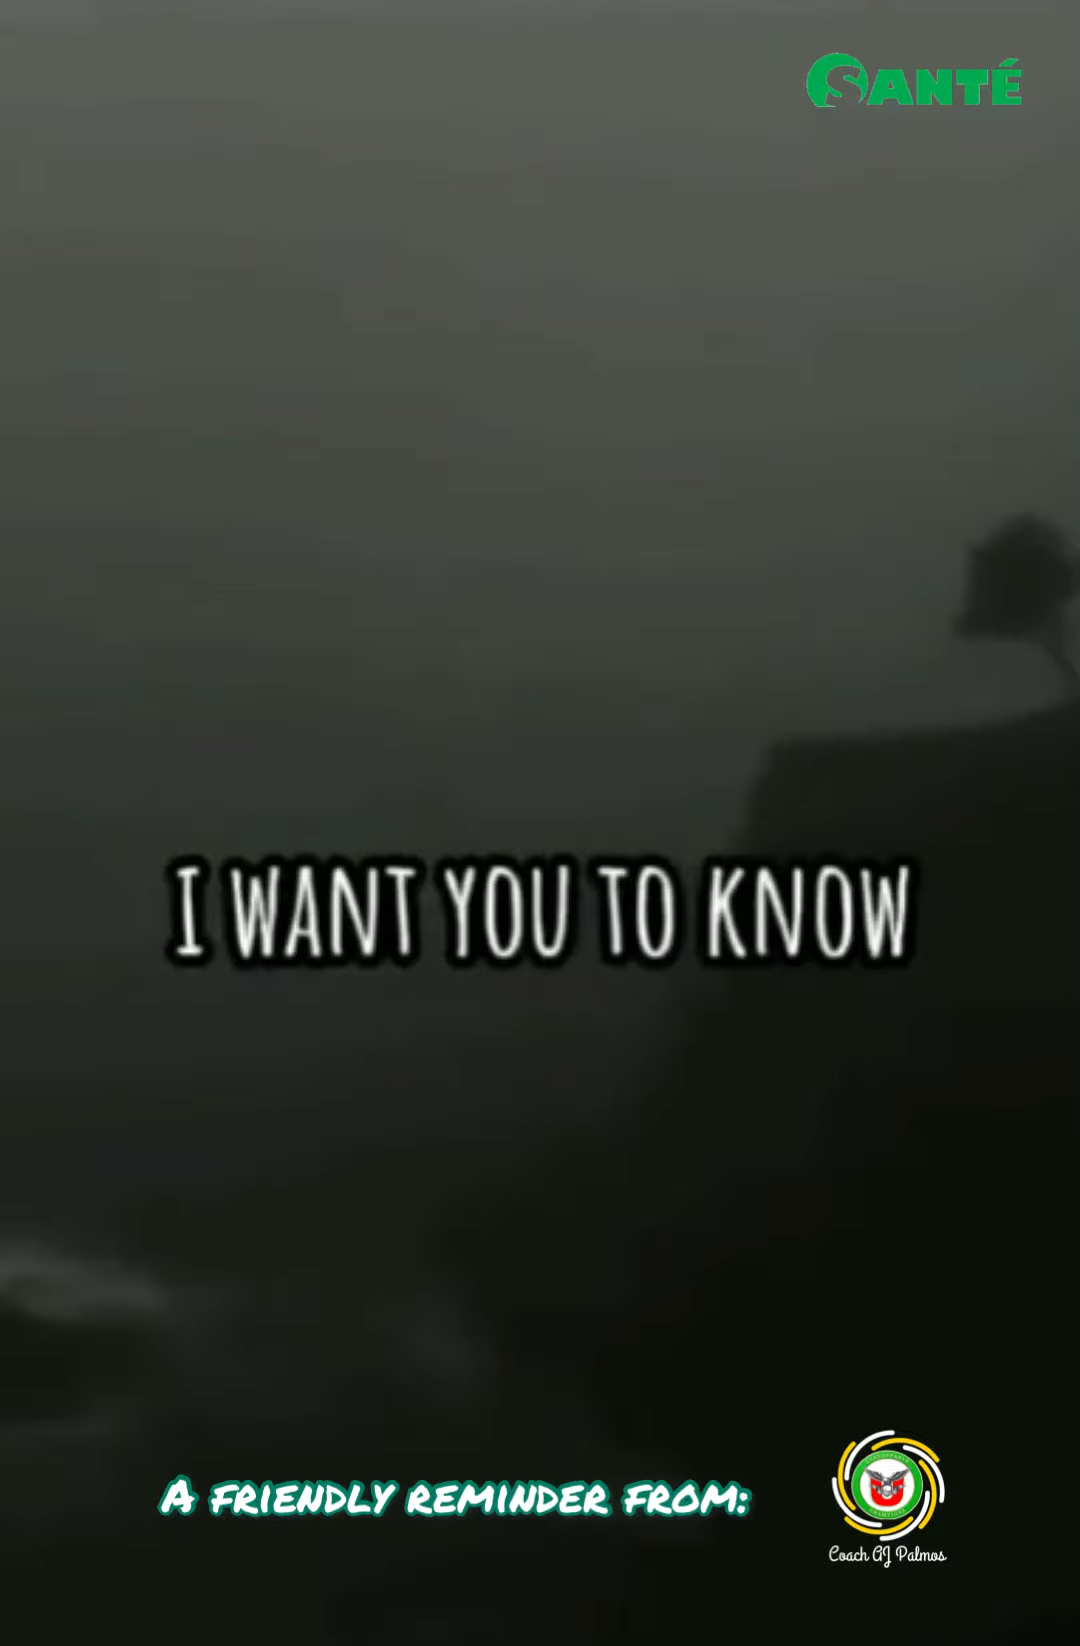 SANTÉ
I WANT YOU TO KNOW
A FRIENDLY REMINDER FROM:
Coach AJ Palmos